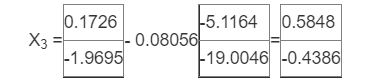 X₃ = 0.1726 - 0.08056 -5.1164 = 0.5848
-1.9695 -19.0046 -0.4386